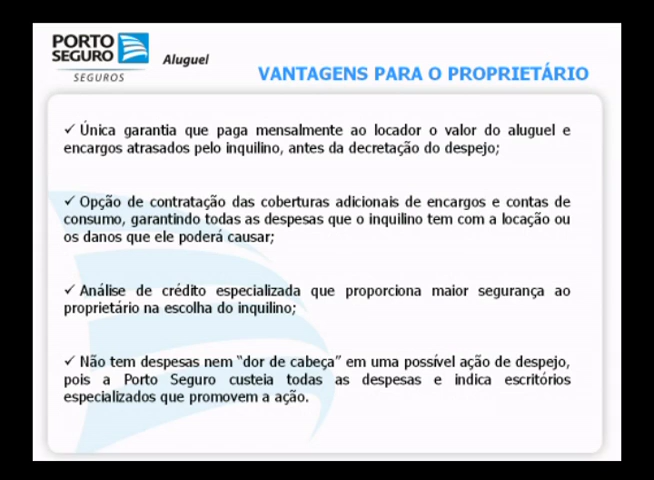 PORTO
SEGURO
SEGUROS
Aluguel
VANTAGENS PARA O PROPRIETÁRIO
✓ Única garantia que paga mensalmente ao locador o valor do aluguel e
encargos atrasados pelo inquilino, antes da decretação do despejo;
✓ Opção de contratação das coberturas adicionais de encargos e contas de
consumo, garantindo todas as despesas que o inquilino tem com a locação ou
os danos que ele poderá causar;
✓ Análise de crédito especializada que proporciona maior segurança ao
proprietário na escolha do inquilino;
✓ Não tem despesas nem “dor de cabeça” em uma possível ação de despejo,
pois a Porto Seguro custeia todas as despesas e indica escritórios
especializados que promovem a ação.